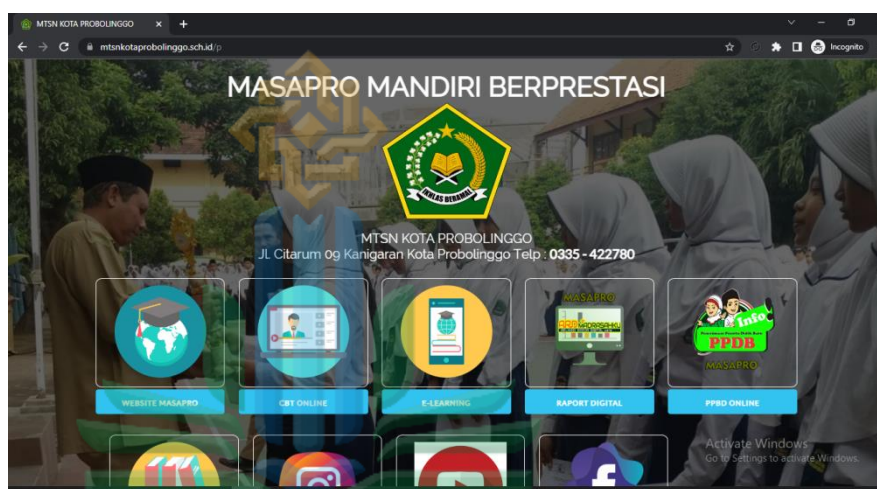 MTSN KOTA PROBOLINGGO
mtsnkotaprobolinggo.sch.id/p
Incognito
MASAPRO MANDIRI BERPRESTASI
IKHLAS BERAMAL
MTSN KOTA PROBOLINGGO
Jl. Citarum 09 Kanigaran Kota Probolinggo Telp : 0335 - 422780
MASAPRO
ARD MADRASAHKU
Info
PPDB
MASAPRO
WEBSITE MASAPRO
CBT ONLINE
E-LEARNING
RAPORT DIGITAL
PPBD ONLINE
Activate Windows
Go to Settings to activate Windows.